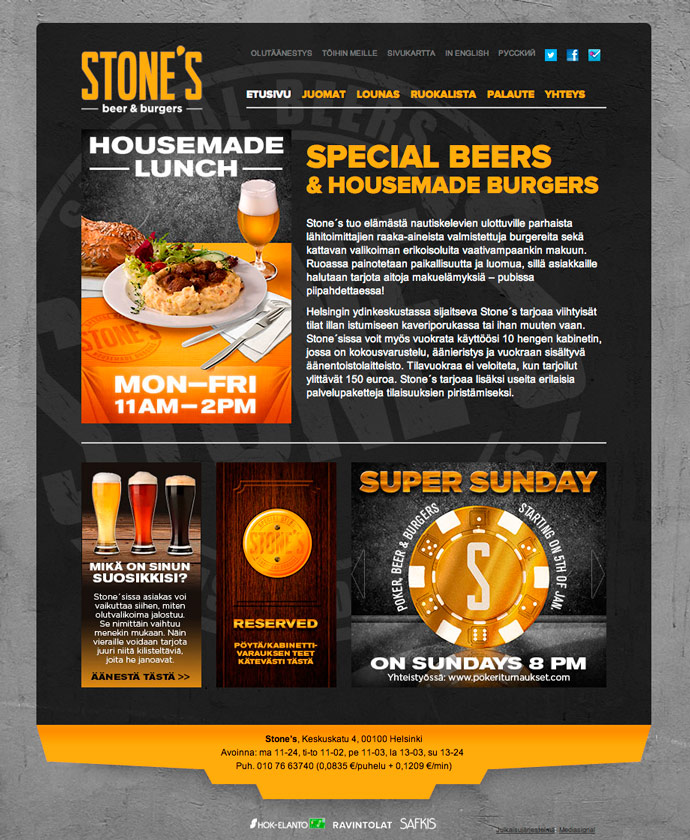 STONE'S
beer & burgers
OLUTÄÄNESTYS TÖIHIN MEILLE SIVUKARTTA IN ENGLISH РУССКИЙ
ETUSIVU JUOMAT LOUNAS RUOKALISTA PALAUTE YHTEYS
HOUSEMADE
LUNCH
STONE'S
MON–FRI
11AM–2PM
SPECIAL BEERS
& HOUSEMADE BURGERS
Stone´s tuo elämästä nautiskelevien ulottuville parhaista
lähitoimittajien raaka-aineista valmistettuja burgereita sekä
kattavan valikoiman erikoisoluita vaativampaankin makuun.
Ruoassa painotetaan paikallisuutta ja luomua, sillä asiakkaille
halutaan tarjota aitoja makuelämyksiä – pubissa
piipahdettaessa!
Helsingin ydinkeskustassa sijaitseva Stone´s tarjoaa viihtyisät
tilat illan istumiseen kaveriporukassa tai ihan muuten vaan.
Stone´sissa voit myös vuokrata käyttöösi 10 hengen kabinetin,
jossa on kokousvarustelu, äänieristys ja vuokraan sisältyvä
äänentoistolaitteisto. Tilavuokraa ei veloiteta, kun tarjoilut
ylittävät 150 euroa. Stone´s tarjoaa lisäksi useita erilaisia
palvelupaketteja tilaisuuksien piristämiseksi.
MIKÄ ON SINUN
SUOSIKKISI?
Stone´sissa asiakas voi
vaikuttaa siihen, miten
olutvalikoima jalostuu.
Se nimittäin vaihtuu
menekin mukaan. Näin
vieraille voidaan tarjota
juuri niitä kilisteltäviä,
joita he janoavat.
ÄÄNESTÄ TÄSTÄ >>
STONE'S
RESERVED
PÖYTÄ/KABINETTI-
VARAUKSEN TEET
KÄTEVÄSTI TÄSTÄ
SUPER SUNDAY
POKER, BEER & BURGERS
STARTING ON 5TH OF JAN.
S
ON SUNDAYS 8 PM
Yhteistyössä: www.pokeriturnaukset.com
Stone's, Keskuskatu 4, 00100 Helsinki
Avoinna: ma 11-24, ti-to 11-02, pe 11-03, la 13-03, su 13-24
Puh. 010 76 63740 (0,0835 €/puhelu + 0,1209 €/min)
HOK-ELANTO RAVINTOLAT SAFKIS
Julkaisujärjestelmä: Mediasignal